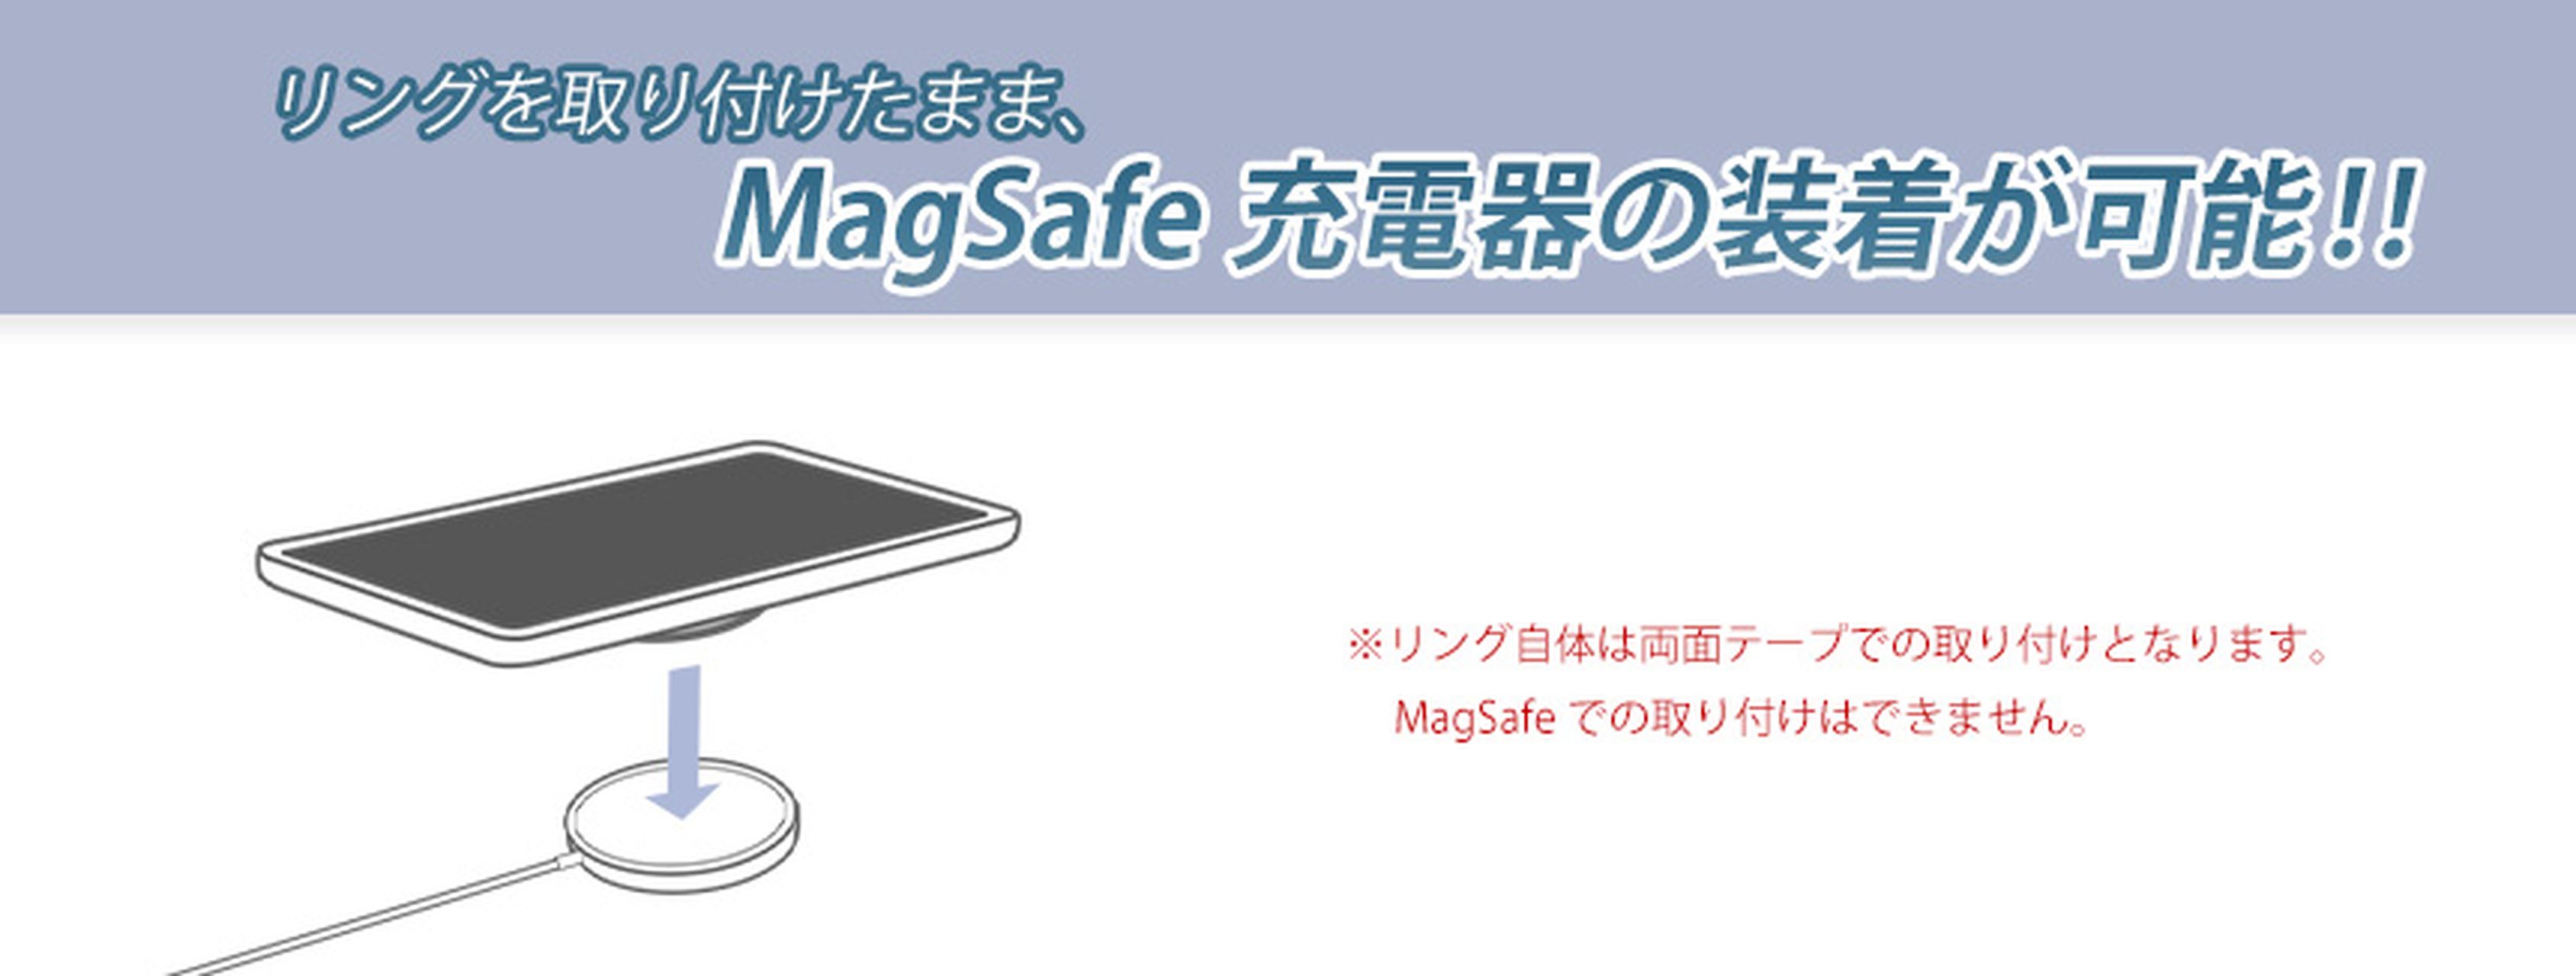 リングを取り付けたまま、
MagSafe 充電器の装着が可能!!
※リング自体は両面テープでの取り付けとなります。
MagSafe での取り付けはできません。